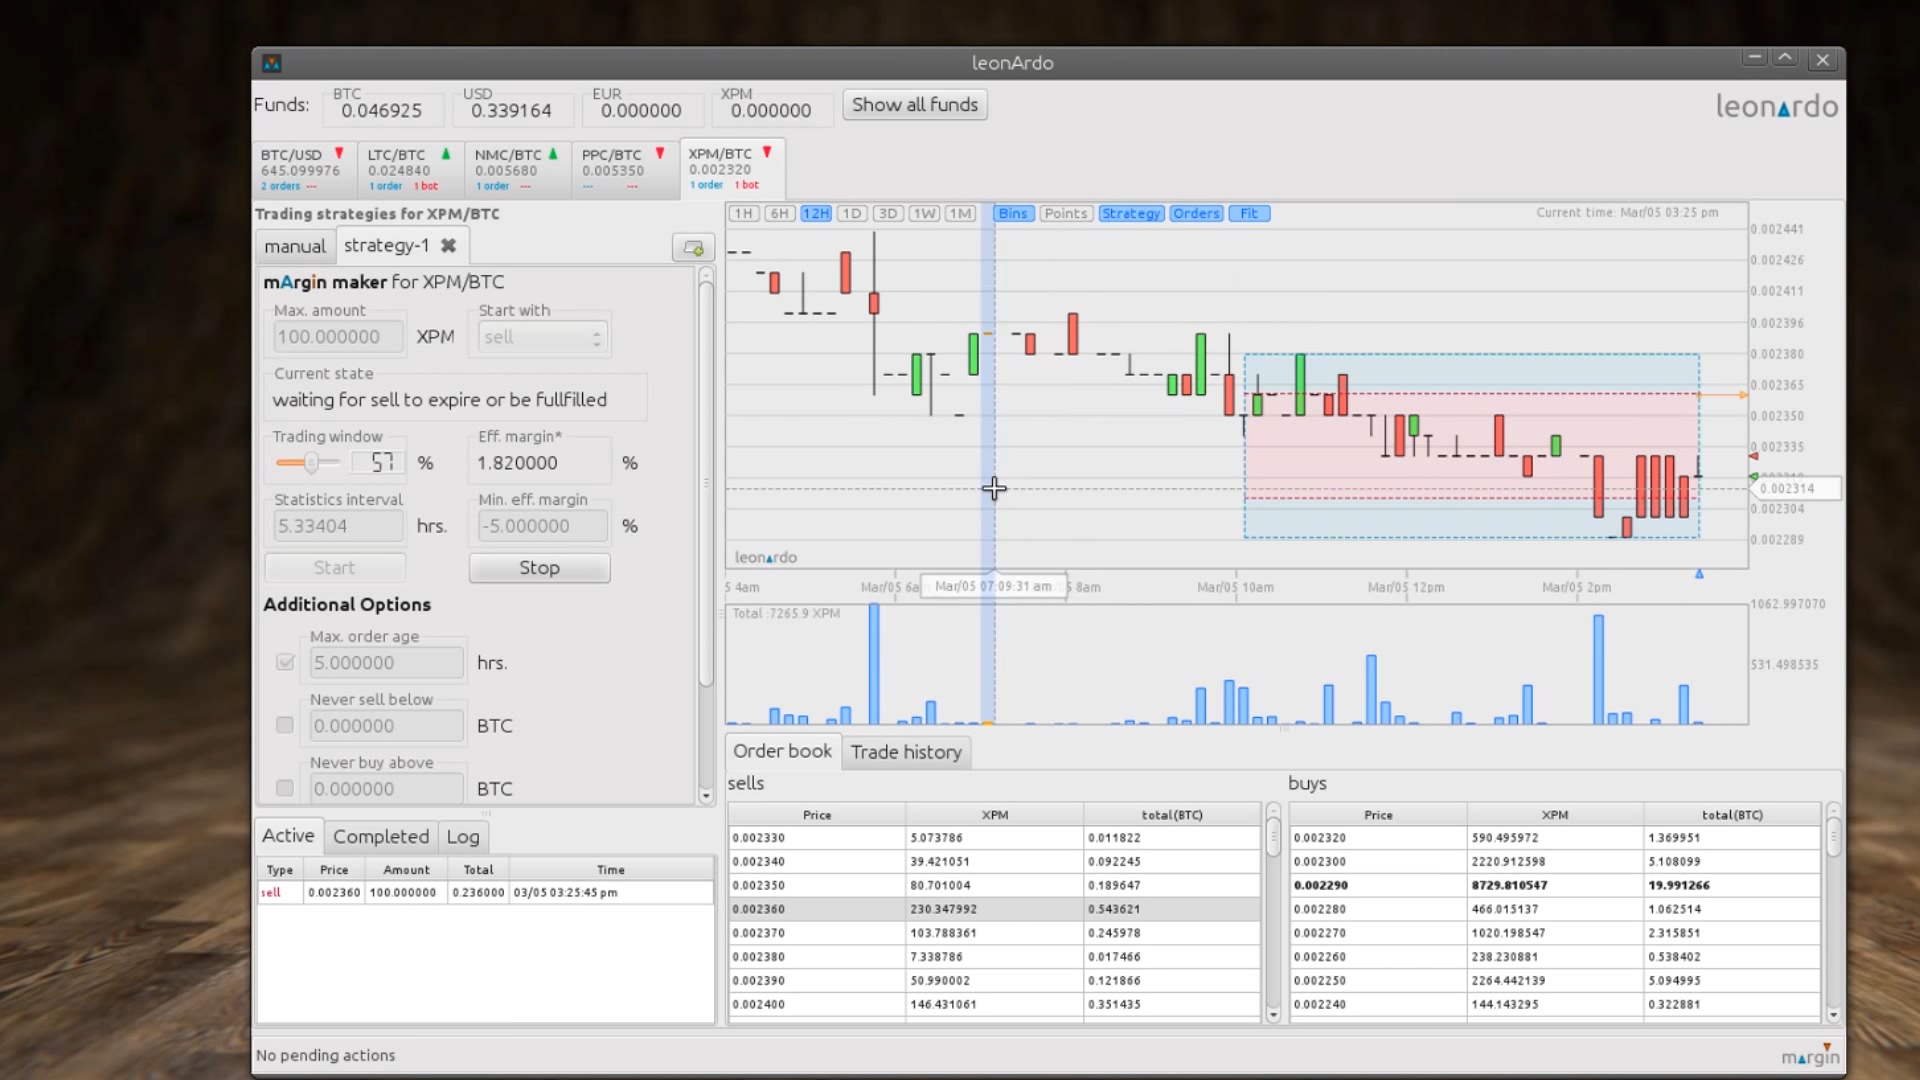 leonArdo
Funds: BTC 0.046925 USD 0.339164 EUR 0.000000 XPM 0.000000 Show all funds
leonardo
BTC/USD LTC/BTC NMC/BTC PPC/BTC XPM/BTC
645.099976 0.024840 0.005680 0.005350 0.002320
2 orders --- 1 order 1 bot 1 order --- --- --- 1 order 1 bot
Trading strategies for XPM/BTC
manual strategy-1
mArgin maker for XPM/BTC
Max. amount Start with
100.000000 XPM sell
Current state
waiting for sell to expire or be fullfilled
Trading window Eff. margin*
57 % 1.820000 %
Statistics interval Min. eff. margin
5.33404 hrs. -5.000000 %
Start Stop
Additional Options
Max. order age
5.000000 hrs.
Never sell below
0.000000 BTC
Never buy above
0.000000 BTC
Active Completed Log
Type Price Amount Total Time
sell 0.002360 100.000000 0.236000 03/05 03:25:45 pm
1H 6H 12H 1D 3D 1W 1M Bins Points Strategy Orders Fit Current time: Mar/05 03:25 pm
0.002441
0.002426
0.002411
0.002396
0.002380
0.002365
0.002350
0.002335
0.002314
0.002304
0.002289
leonardo
5 4am Mar/05 6a Mar/05 07:09:31 am 5 8am Mar/05 10am Mar/05 12pm Mar/05 2pm
Total :7265.9 XPM
1062.997070
531.498535
Order book Trade history
sells
Price XPM total(BTC)
0.002330 5.073786 0.011822
0.002340 39.421051 0.092245
0.002350 80.701004 0.189647
0.002360 230.347992 0.543621
0.002370 103.788361 0.245978
0.002380 7.338786 0.017466
0.002390 50.990002 0.121866
0.002400 146.431061 0.351435
buys
Price XPM total(BTC)
0.002320 590.495972 1.369951
0.002300 2220.912598 5.108099
0.002290 8729.810547 19.991266
0.002280 466.015137 1.062514
0.002270 1020.198547 2.315851
0.002260 238.230881 0.538402
0.002250 2264.442139 5.094995
0.002240 144.143295 0.322881
No pending actions
margin